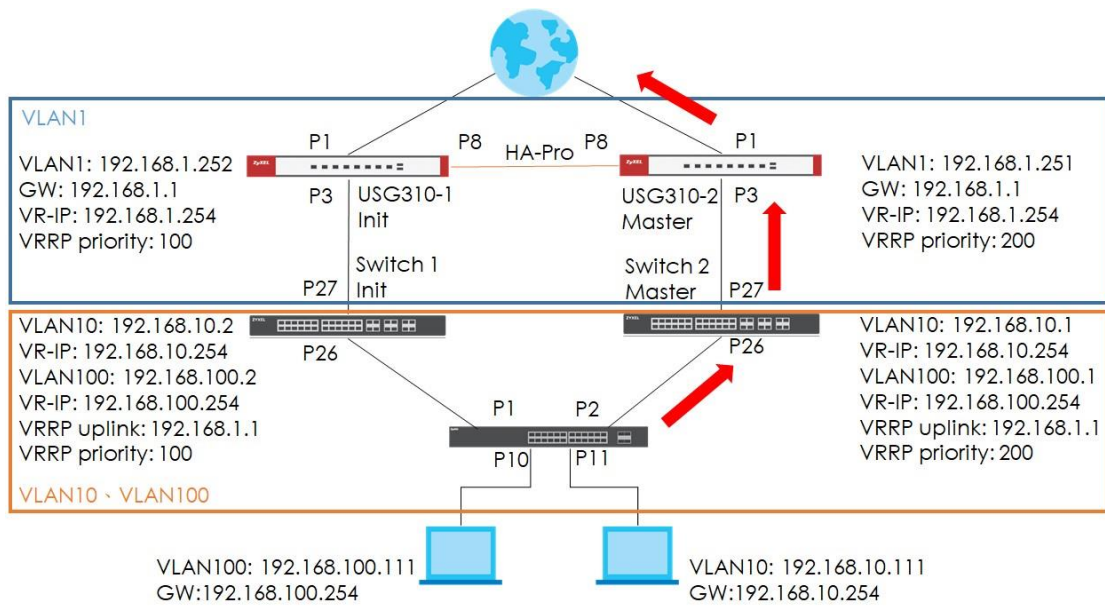 VLAN1
VLAN1: 192.168.1.252
GW: 192.168.1.1
VR-IP: 192.168.1.254
VRRP priority: 100
P1
P8
HA-Pro
P8
P1
ZyXEL
ZyXEL
P3
USG310-1
Init
USG310-2
Master
P3
VLAN1: 192.168.1.251
GW: 192.168.1.1
VR-IP: 192.168.1.254
VRRP priority: 200
Switch 1
Init
P27
Switch 2
Master
P27
ZYXEL
ZYXEL
P26
P26
VLAN10: 192.168.10.2
VR-IP: 192.168.10.254
VLAN100: 192.168.100.2
VR-IP: 192.168.100.254
VRRP uplink: 192.168.1.1
VRRP priority: 100
VLAN10: 192.168.10.1
VR-IP: 192.168.10.254
VLAN100: 192.168.100.1
VR-IP: 192.168.100.254
VRRP uplink: 192.168.1.1
VRRP priority: 200
P1
P2
P10
P11
VLAN10、VLAN100
VLAN100: 192.168.100.111
GW:192.168.100.254
VLAN10: 192.168.10.111
GW:192.168.10.254